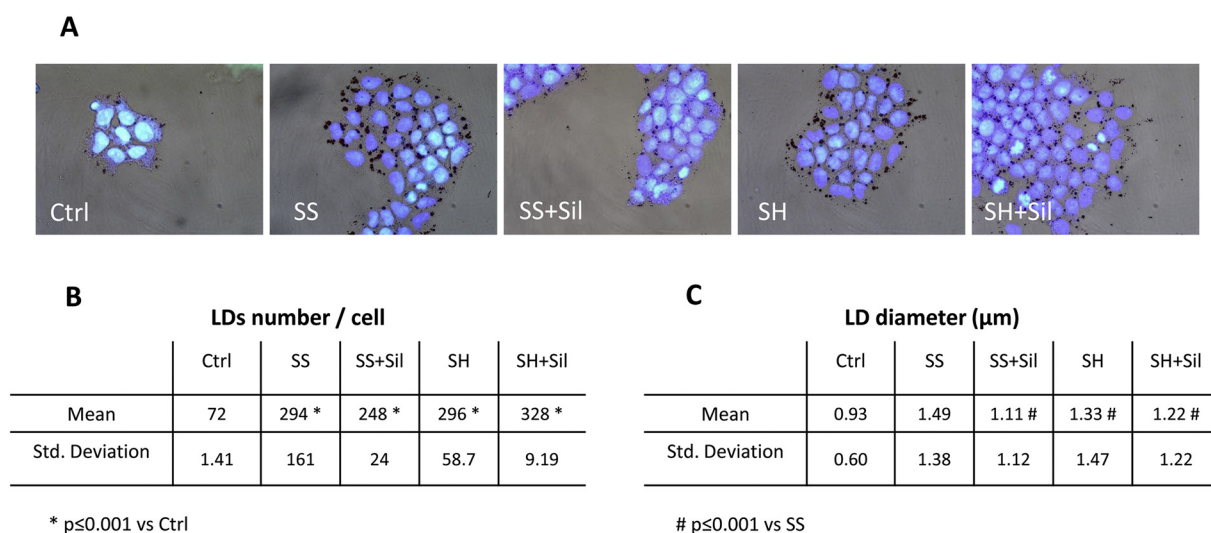 A
Ctrl SS SS+Sil SH SH+Sil
B
LDs number / cell
Ctrl SS SS+Sil SH SH+Sil
Mean 72 294 * 248 * 296 * 328 *
Std. Deviation 1.41 161 24 58.7 9.19
* p≤0.001 vs Ctrl
C
LD diameter (µm)
Ctrl SS SS+Sil SH SH+Sil
Mean 0.93 1.49 1.11 # 1.33 # 1.22 #
Std. Deviation 0.60 1.38 1.12 1.47 1.22
# p≤0.001 vs SS